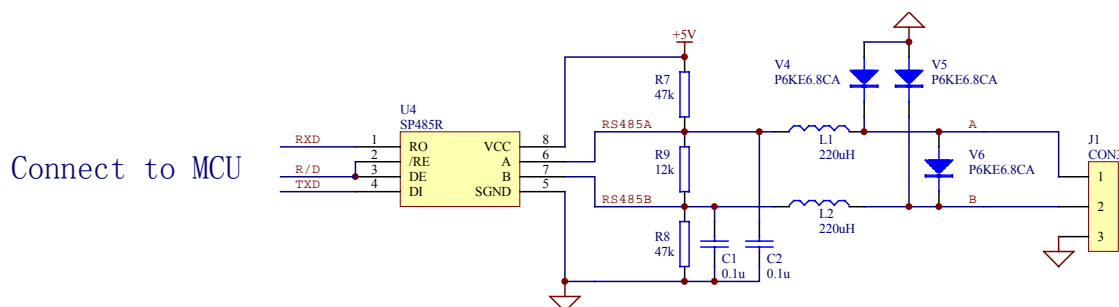 +5V
V4
P6KE6.8CA
V5
P6KE6.8CA
R7
47k
U4
SP485R
RXD
1
RO
VCC
8
RS485A
A
J1
CON3
2
/RE
A
6
L1
220uH
Connect to MCU
R/D
3
DE
B
7
R9
12k
V6
P6KE6.8CA
1
TXD
4
DI
SGND
5
RS485B
B
2
L2
220uH
R8
47k
3
C1
0.1u
C2
0.1u